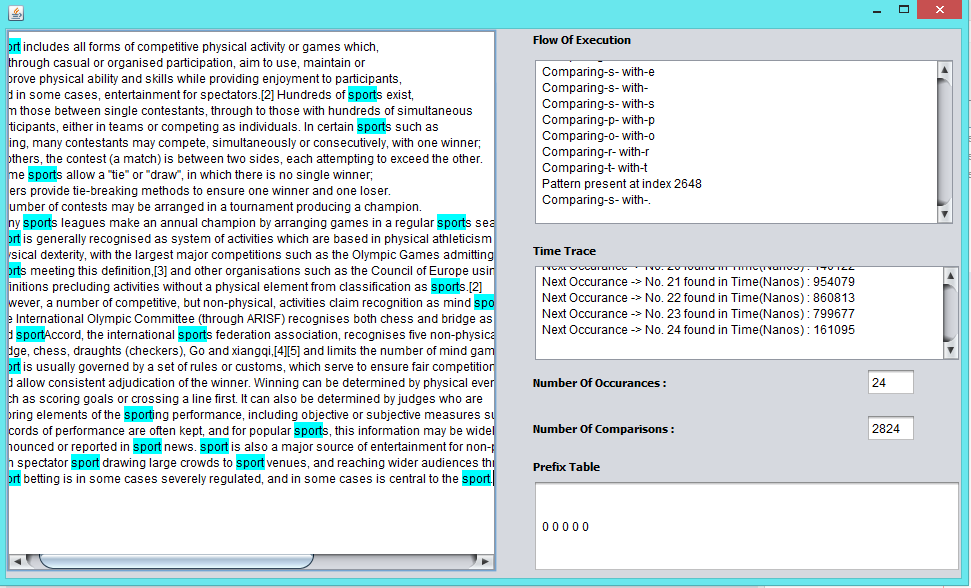 ort includes all forms of competitive physical activity or games which,
through casual or organised participation, aim to use, maintain or
prove physical ability and skills while providing enjoyment to participants,
d in some cases, entertainment for spectators.[2] Hundreds of sports exist,
m those between single contestants, through to those with hundreds of simultaneous
rticipants, either in teams or competing as individuals. In certain sports such as
ing, many contestants may compete, simultaneously or consecutively, with one winner;
others, the contest (a match) is between two sides, each attempting to exceed the other.
me sports allow a "tie" or "draw", in which there is no single winner;
ers provide tie-breaking methods to ensure one winner and one loser.
umber of contests may be arranged in a tournament producing a champion.
ny sports leagues make an annual champion by arranging games in a regular sports sea
ort is generally recognised as system of activities which are based in physical athleticism
ysical dexterity, with the largest major competitions such as the Olympic Games admitting
orts meeting this definition,[3] and other organisations such as the Council of Europe usin
finitions precluding activities without a physical element from classification as sports.[2]
wever, a number of competitive, but non-physical, activities claim recognition as mind spo
e International Olympic Committee (through ARISF) recognises both chess and bridge as
d sportAccord, the international sports federation association, recognises five non-physica
dge, chess, draughts (checkers), Go and xiangqi,[4][5] and limits the number of mind gam
ort is usually governed by a set of rules or customs, which serve to ensure fair competition
d allow consistent adjudication of the winner. Winning can be determined by physical ever
ch as scoring goals or crossing a line first. It can also be determined by judges who are
oring elements of the sporting performance, including objective or subjective measures su
cords of performance are often kept, and for popular sports, this information may be widel
nounced or reported in sport news. sport is also a major source of entertainment for non-p
h spectator sport drawing large crowds to sport venues, and reaching wider audiences thr
ort betting is in some cases severely regulated, and in some cases is central to the sport.
Flow Of Execution
Comparing-s- with-e
Comparing-s- with-
Comparing-s- with-s
Comparing-p- with-p
Comparing-o- with-o
Comparing-r- with-r
Comparing-t- with-t
Pattern present at index 2648
Comparing-s- with-.
Time Trace
Next Occurance -> No. 20 found in Time(Nanos) : 140122
Next Occurance -> No. 21 found in Time(Nanos) : 954079
Next Occurance -> No. 22 found in Time(Nanos) : 860813
Next Occurance -> No. 23 found in Time(Nanos) : 799677
Next Occurance -> No. 24 found in Time(Nanos) : 161095
Number Of Occurances : 24
Number Of Comparisons : 2824
Prefix Table
0 0 0 0 0